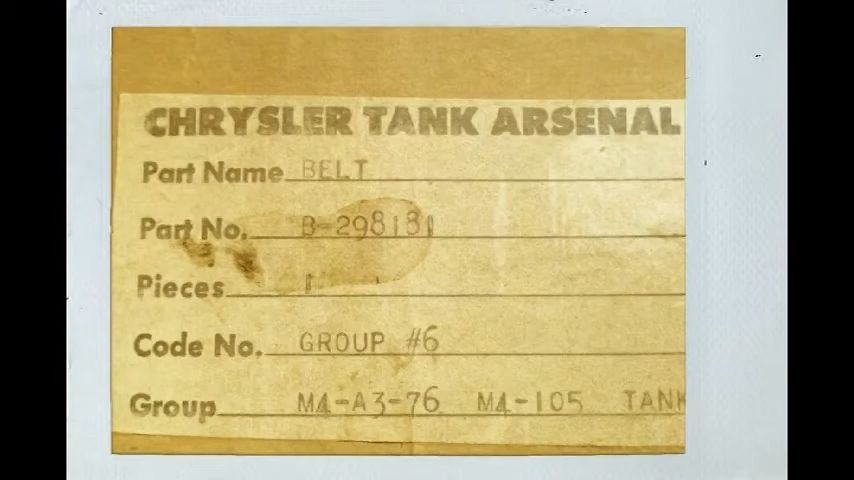 CHRYSLER TANK ARSENAL
Part Name BELT
Part No. B-298181
Pieces 1
Code No. GROUP #6
Group M4-A3-76 M4-105 TANK